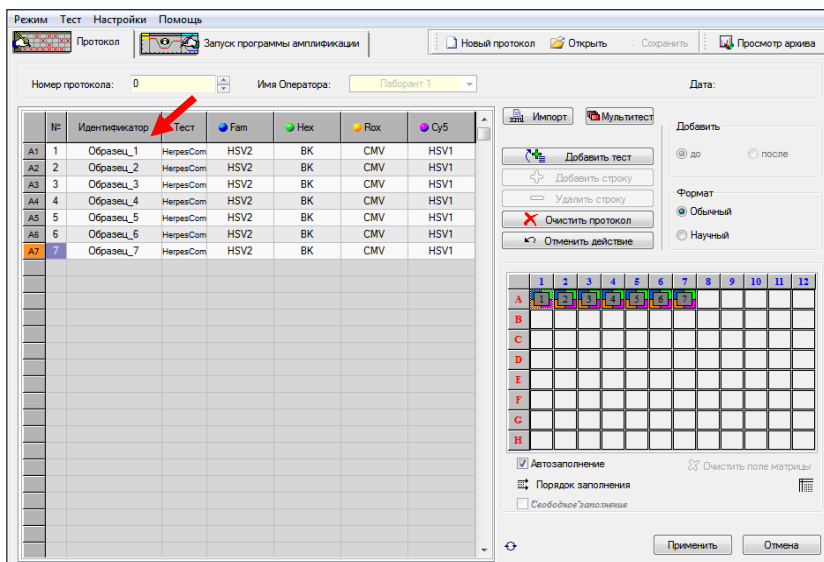 Режим Тест Настройки Помощь
Протокол Запуск программы амплификации Новый протокол Открыть Сохранить Просмотр архива
Номер протокола: 0 Имя Оператора: Лаборант 1 Дата:
№ Идентификатор Тест Fam Hex Rox Cy5
A1 1 Образец_1 HerpesCom HSV2 BK CMV HSV1
A2 2 Образец_2 HerpesCom HSV2 BK CMV HSV1
A3 3 Образец_3 HerpesCom HSV2 BK CMV HSV1
A4 4 Образец_4 HerpesCom HSV2 BK CMV HSV1
A5 5 Образец_5 HerpesCom HSV2 BK CMV HSV1
A6 6 Образец_6 HerpesCom HSV2 BK CMV HSV1
A7 7 Образец_7 HerpesCom HSV2 BK CMV HSV1
xml Импорт Мультитест
Добавить
Добавить тест
до после
Добавить строку
Удалить строку
Формат
Очистить протокол
Обычный
Отменить действие
Научный
1 2 3 4 5 6 7 8 9 10 11 12
A 1 2 3 4 5 6 7
B
C
D
E
F
G
H
Автозаполнение Очистить поле матрицы
Порядок заполнения
Свободное заполнение
Применить Отмена